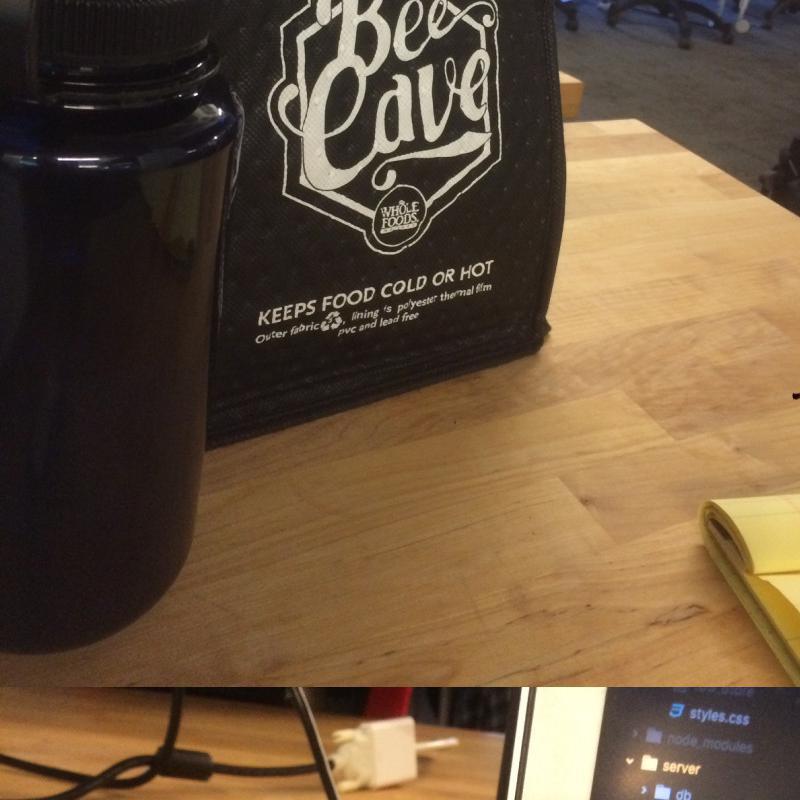 Bee
Cave
WHOLE
FOODS
KEEPS FOOD COLD OR HOT
Outer fabric, lining is polyester thermal film
pvc and lead free
styles.css
node_modules
server
db